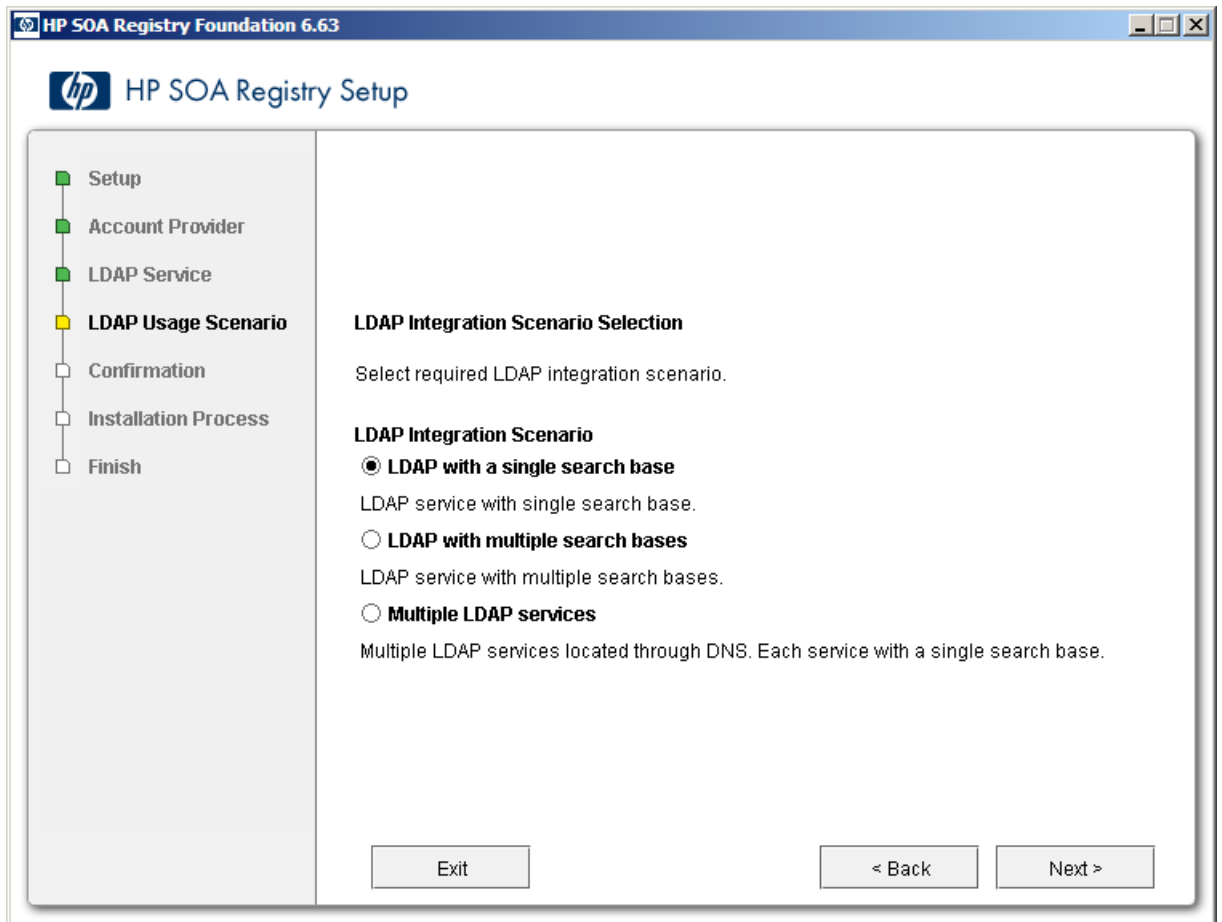 HP SOA Registry Foundation 6.63
hp HP SOA Registry Setup
Setup
Account Provider
LDAP Service
LDAP Usage Scenario
Confirmation
Installation Process
Finish
LDAP Integration Scenario Selection
Select required LDAP integration scenario.
LDAP Integration Scenario
LDAP with a single search base
LDAP service with single search base.
LDAP with multiple search bases
LDAP service with multiple search bases.
Multiple LDAP services
Multiple LDAP services located through DNS. Each service with a single search base.
Exit
< Back
Next >